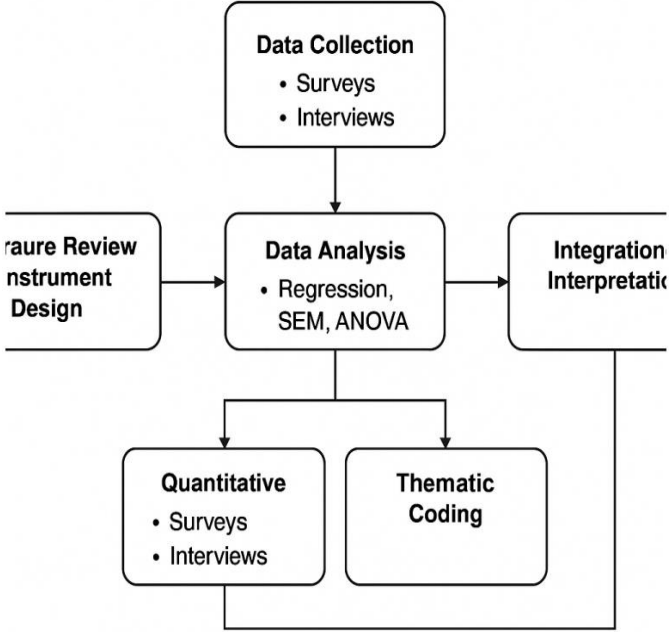 Data Collection
• Surveys
• Interviews
raure Review
nstrument
Design
Data Analysis
• Regression,
SEM, ANOVA
Integration
Interpretatio
Quantitative
• Surveys
• Interviews
Thematic
Coding